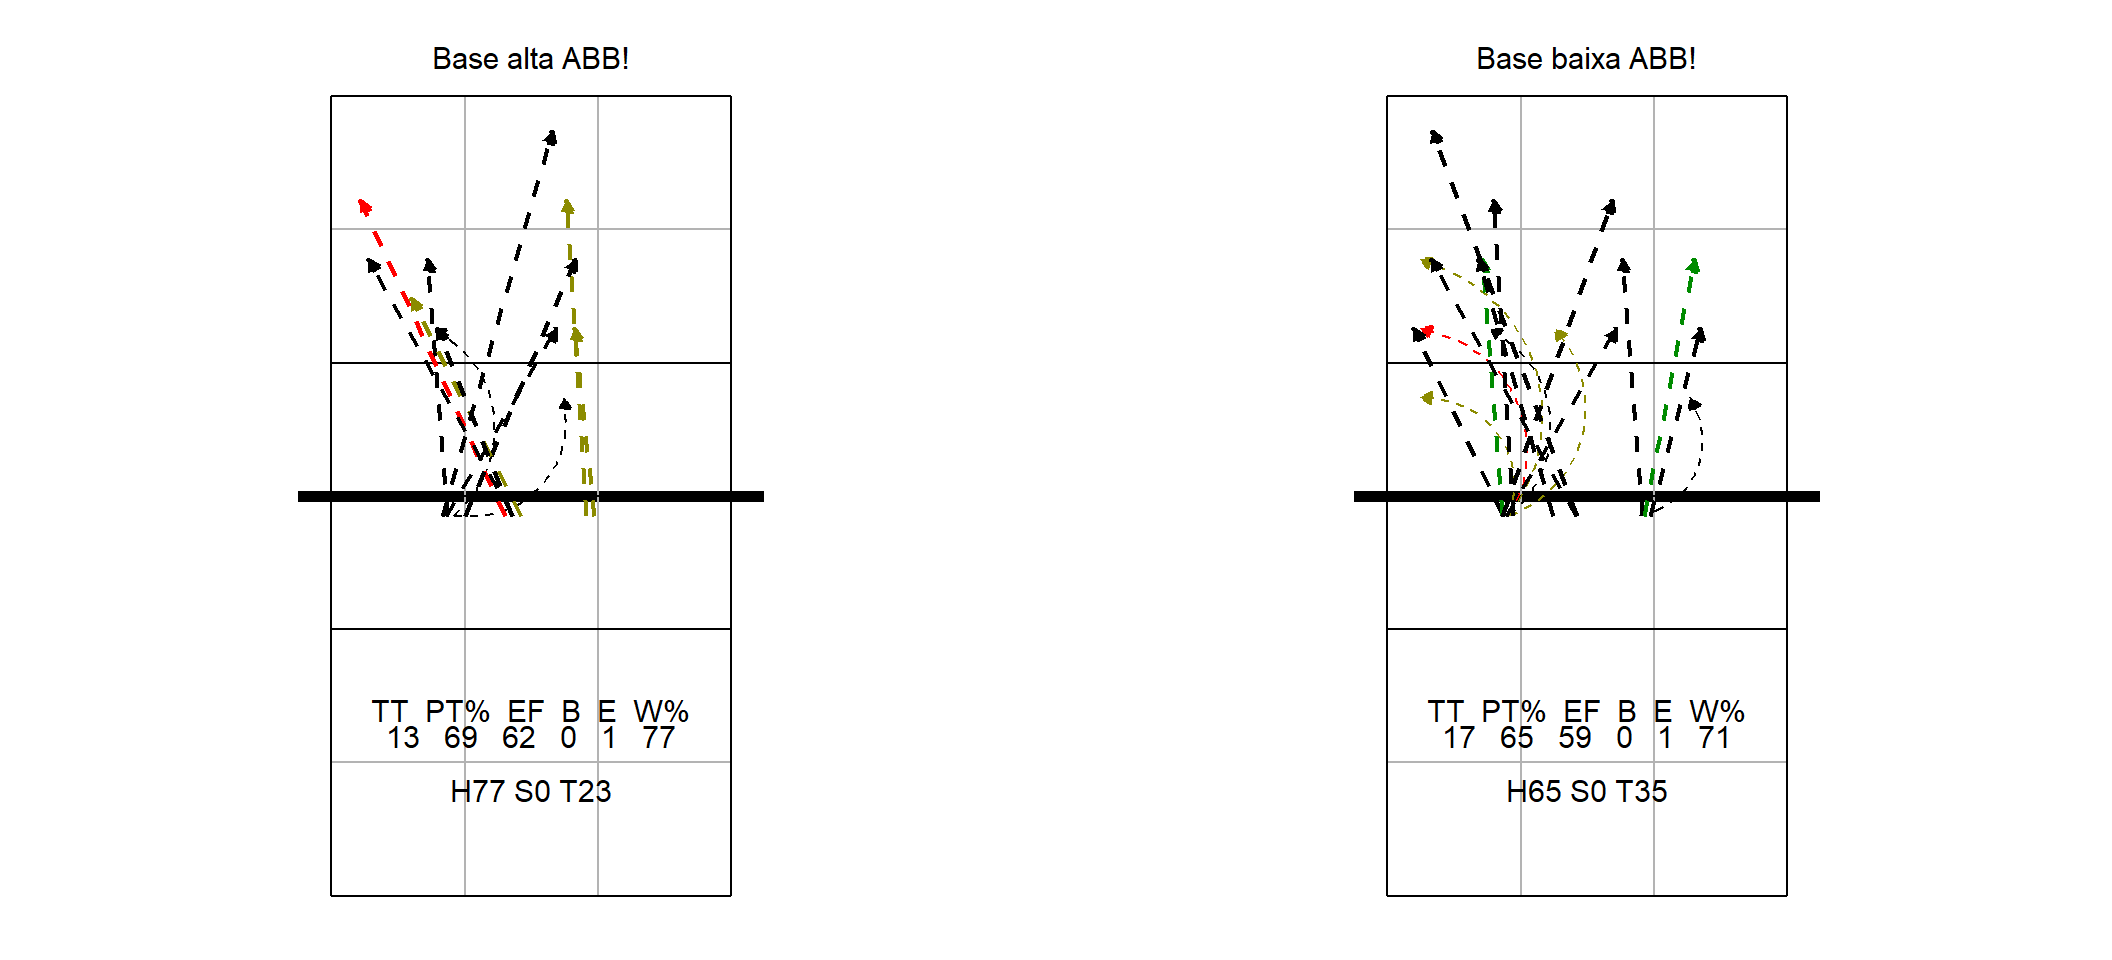 Base alta ABB!
TT PT% EF B E W%
13 69 62 0 1 77
H77 S0 T23
Base baixa ABB!
TT PT% EF B E W%
17 65 59 0 1 71
H65 S0 T35